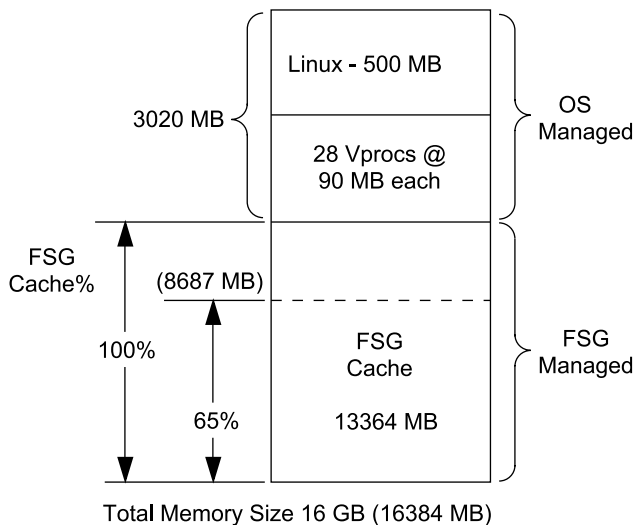 Linux - 500 MB
3020 MB
OS
Managed
28 Vprocs @
90 MB each
FSG
Cache%
(8687 MB)
100%
FSG
Cache
FSG
Managed
65%
13364 MB
Total Memory Size 16 GB (16384 MB)